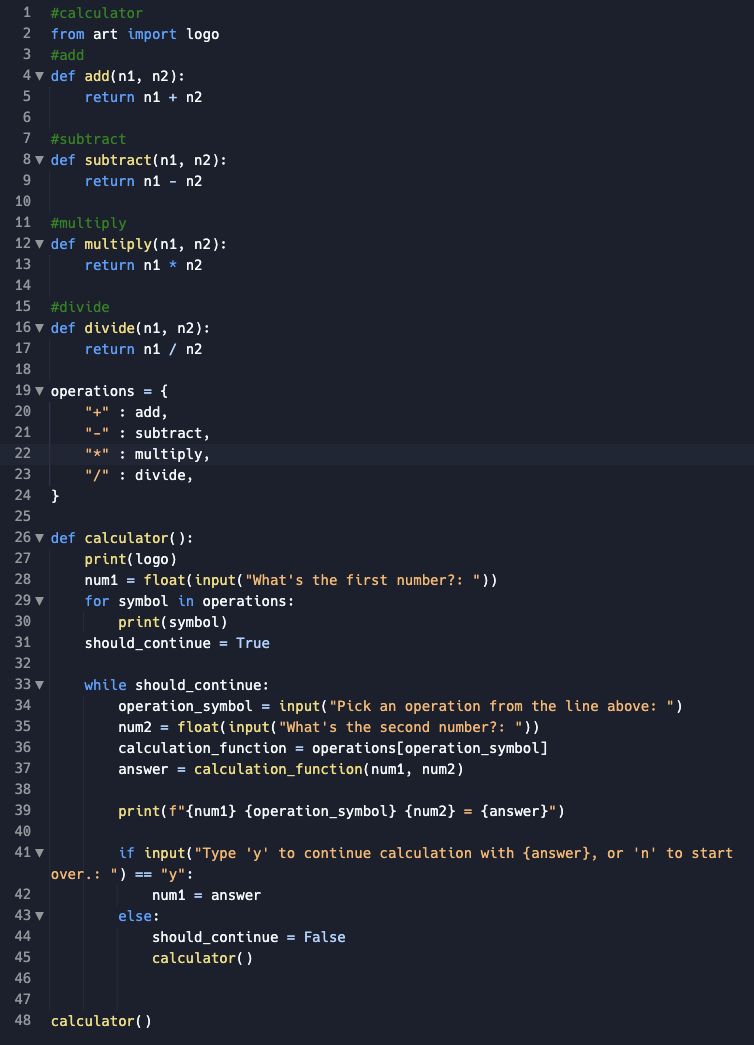 1 #calculator
2 from art import logo
3 #add
4 ▼ def add(n1, n2):
5     return n1 + n2
6
7 #subtract
8 ▼ def subtract(n1, n2):
9     return n1 - n2
10
11 #multiply
12 ▼ def multiply(n1, n2):
13     return n1 * n2
14
15 #divide
16 ▼ def divide(n1, n2):
17     return n1 / n2
18
19 ▼ operations = {
20     "+" : add,
21     "-" : subtract,
22     "*" : multiply,
23     "/" : divide,
24 }
25
26 ▼ def calculator():
27     print(logo)
28     num1 = float(input("What's the first number?: "))
29 ▼     for symbol in operations:
30         print(symbol)
31     should_continue = True
32
33 ▼     while should_continue:
34         operation_symbol = input("Pick an operation from the line above: ")
35         num2 = float(input("What's the second number?: "))
36         calculation_function = operations[operation_symbol]
37         answer = calculation_function(num1, num2)
38
39         print(f"{num1} {operation_symbol} {num2} = {answer}")
40
41 ▼         if input("Type 'y' to continue calculation with {answer}, or 'n' to start
over.: ") == "y":
42             num1 = answer
43 ▼         else:
44             should_continue = False
45             calculator()
46
47
48 calculator()